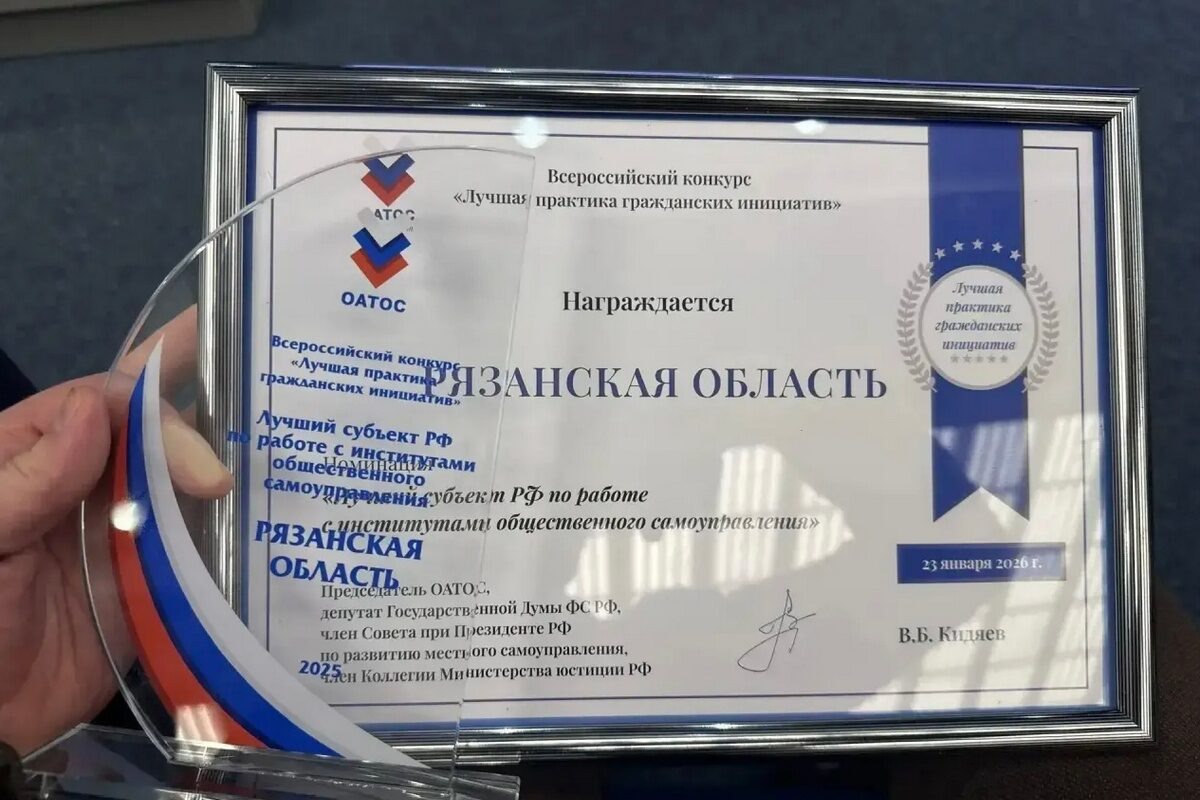 АТОС
ОАТОС
Всероссийский конкурс
«Лучшая практика
гражданских инициатив»
Лучший субъект РФ
по работе с институтами
общественного
самоуправления
РЯЗАНСКАЯ
ОБЛАСТЬ
2025
Всероссийский конкурс
«Лучшая практика гражданских инициатив»
Награждается
РЯЗАНСКАЯ ОБЛАСТЬ
Номинация
«Лучший субъект РФ по работе
с институтами общественного самоуправления»
Председатель ОАТОС,
депутат Государственной Думы ФС РФ,
член Совета при Президенте РФ
по развитию местного самоуправления,
член Коллегии Министерства юстиции РФ
В.Б. Кидяев
Лучшая
практика
гражданских
инициатив
23 января 2026 г.